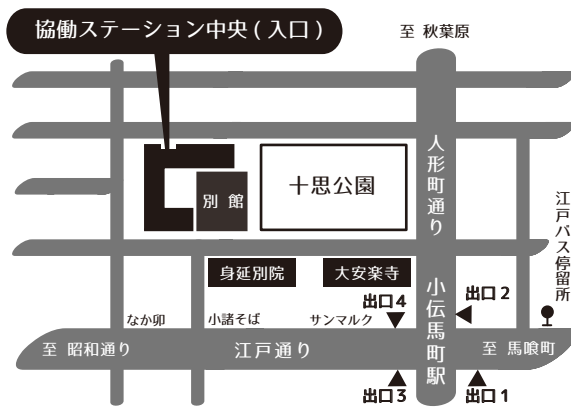 協働ステーション中央 ( 入口 )
至 秋葉原
人形町通り
別 館
十思公園
江戸バス停留所
身延別院
大安楽寺
小伝馬町駅
出口4
出口2
なか卯
小諸そば
サンマルク
至 昭和通り
江戸通り
至 馬喰町
出口3
出口1